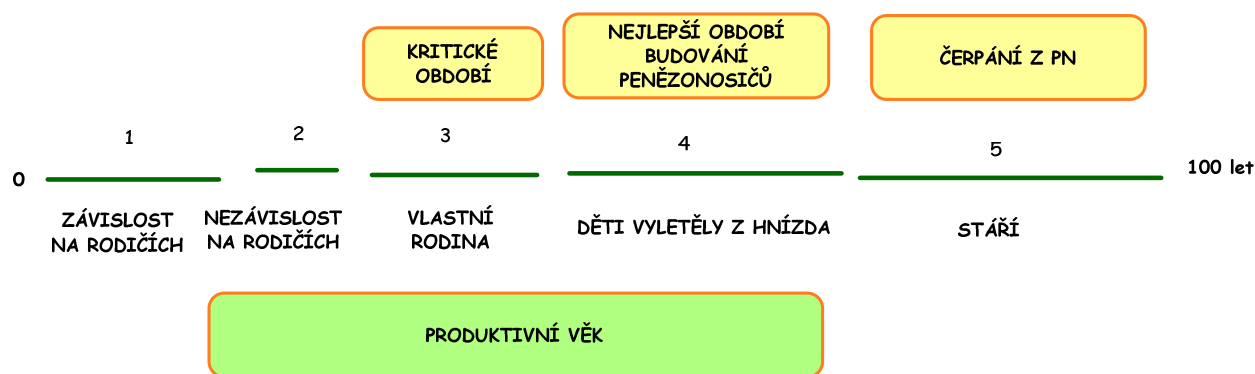 KRITICKÉ
OBDOBÍ
NEJLEPŠÍ OBDOBÍ
BUDOVÁNÍ
PENĚZONOSIČŮ
ČERPÁNÍ Z PN
1
2
3
4
5
0
100 let
ZÁVISLOST
NA RODIČÍCH
NEZÁVISLOST
NA RODIČÍCH
VLASTNÍ
RODINA
DĚTI VYLETĚLY Z HNÍZDA
STÁŘÍ
PRODUKTIVNÍ VĚK